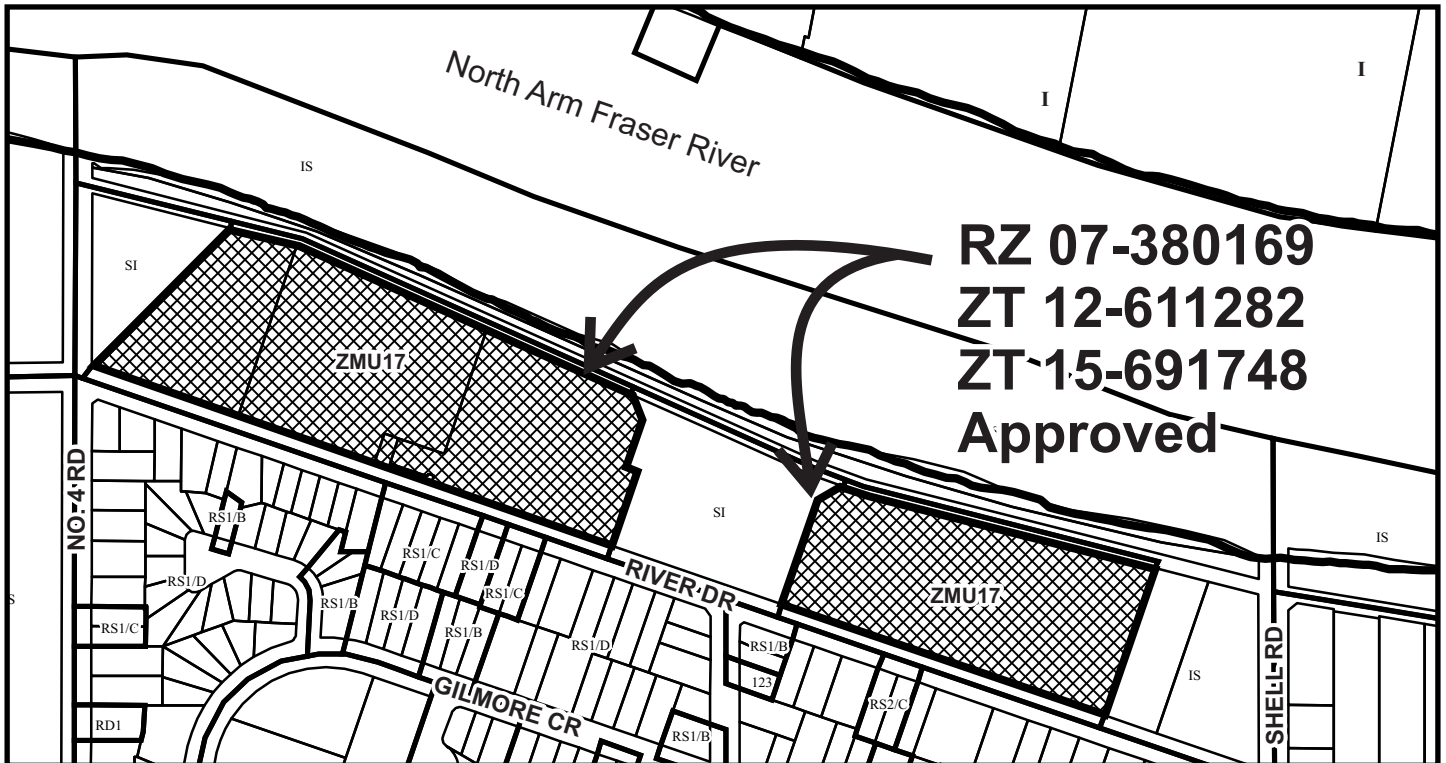 North Arm Fraser River
I
I
IS
SI
RZ 07-380169
ZT 12-611282
ZT 15-691748
Approved
ZMU17
NO. 4 RD
SI
IS
RS1/B
RS1/C
RS1/D
RS1/C
RIVER DR
ZMU17
RS1/D
RS1/B
RS1/D
RS1/B
RS1/D
RS1/B
S
RS1/C
123
IS
SHELL RD
GILMORE CR
RS2/C
RD1
RS1/B